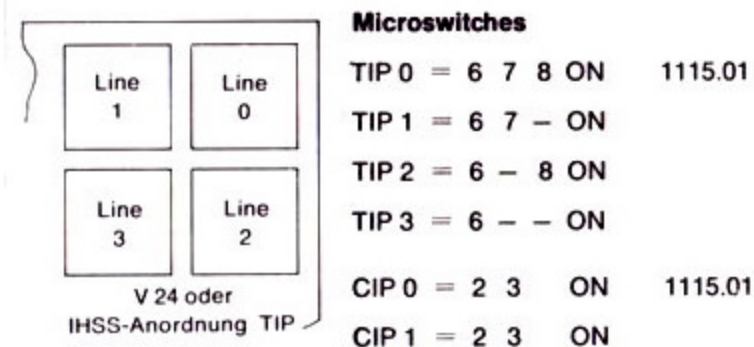 Microswitches
TIP 0 = 6 7 8 ON 1115.01
TIP 1 = 6 7 – ON
TIP 2 = 6 – 8 ON
TIP 3 = 6 – – ON
CIP 0 = 2 3 ON 1115.01
CIP 1 = 2 3 ON
Line
1
Line
0
Line
3
Line
2
V 24 oder
IHSS-Anordnung TIP